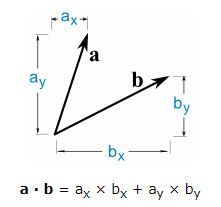 ax
a
ay
b
by
bx
a · b = ax × bx + ay × by